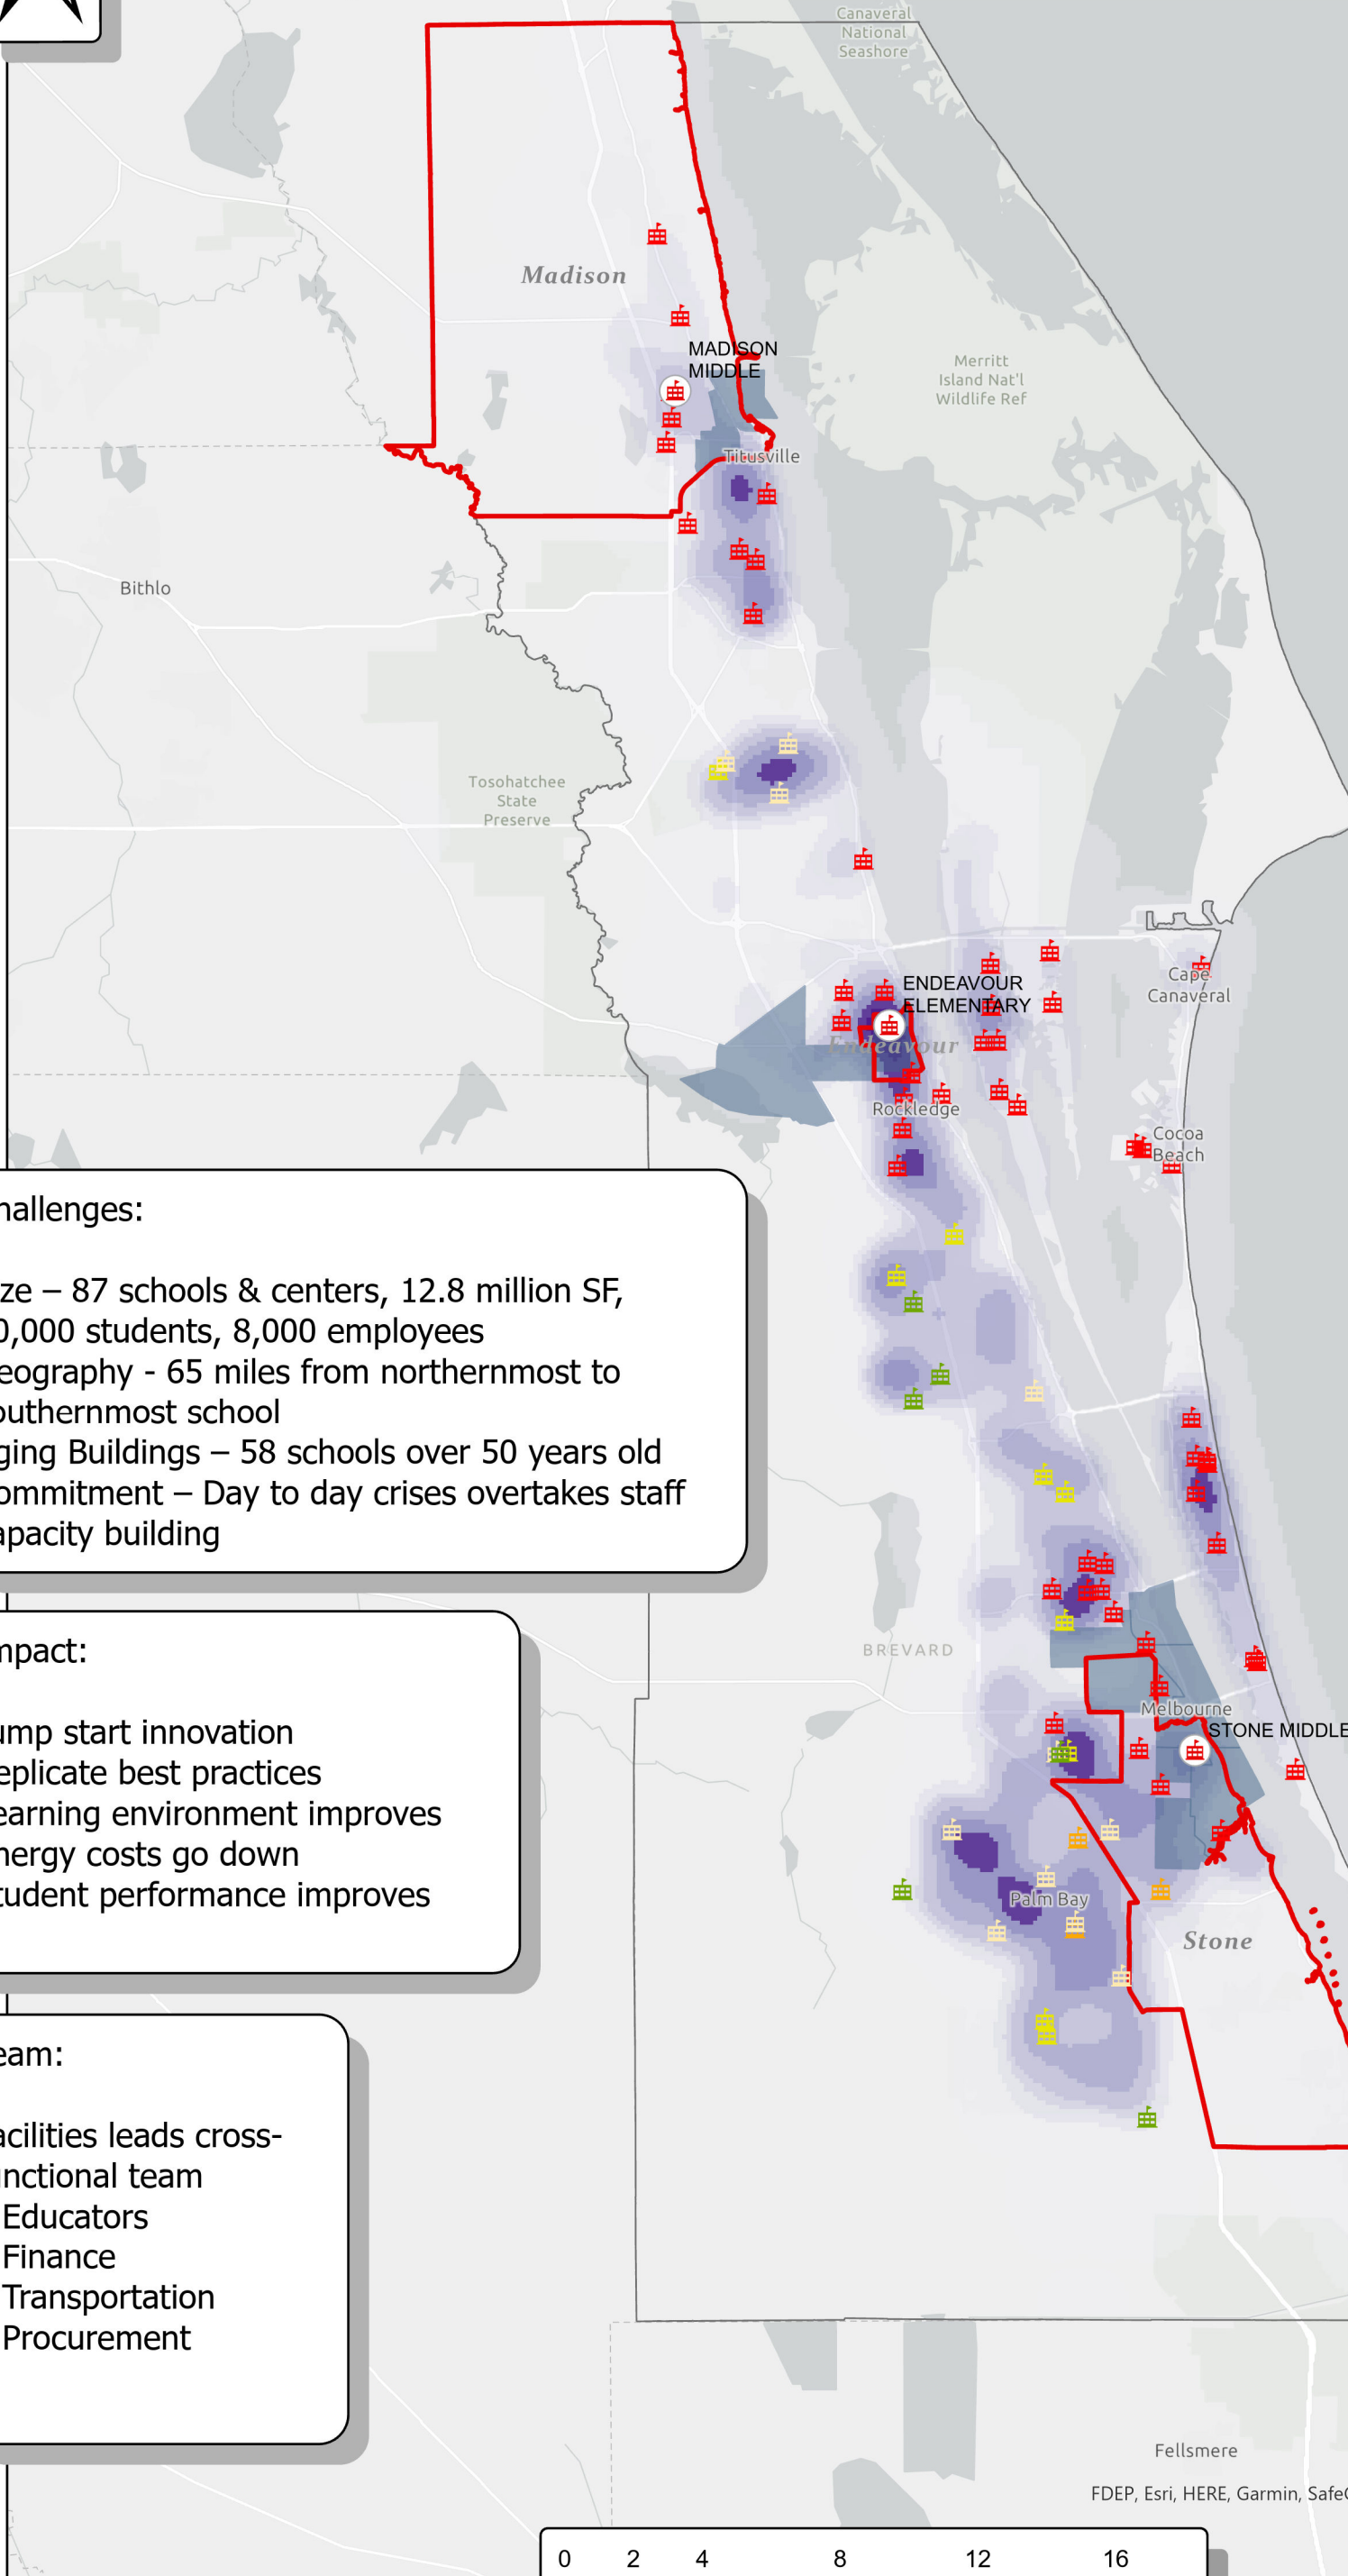 Canaveral
National
Seashore
Madison
MADISON
MIDDLE
Merritt
Island Nat'l
Wildlife Ref
Titusville
Bithlo
Tosohatchee
State
Preserve
ENDEAVOUR
ELEMENTARY
Cape
Canaveral
Endeavour
Rockledge
Cocoa
Beach
hallenges:
ze – 87 schools & centers, 12.8 million SF,
0,000 students, 8,000 employees
eography - 65 miles from northernmost to
outhernmost school
ging Buildings – 58 schools over 50 years old
ommitment – Day to day crises overtakes staff
apacity building
mpact:
ump start innovation
eplicate best practices
earning environment improves
nergy costs go down
tudent performance improves
BREVARD
Melbourne
STONE MIDDLE
Palm Bay
Stone
eam:
acilities leads cross-
nctional team
Educators
Finance
Transportation
Procurement
Fellsmere
FDEP, Esri, HERE, Garmin, Safe
0 2 4 8 12 16